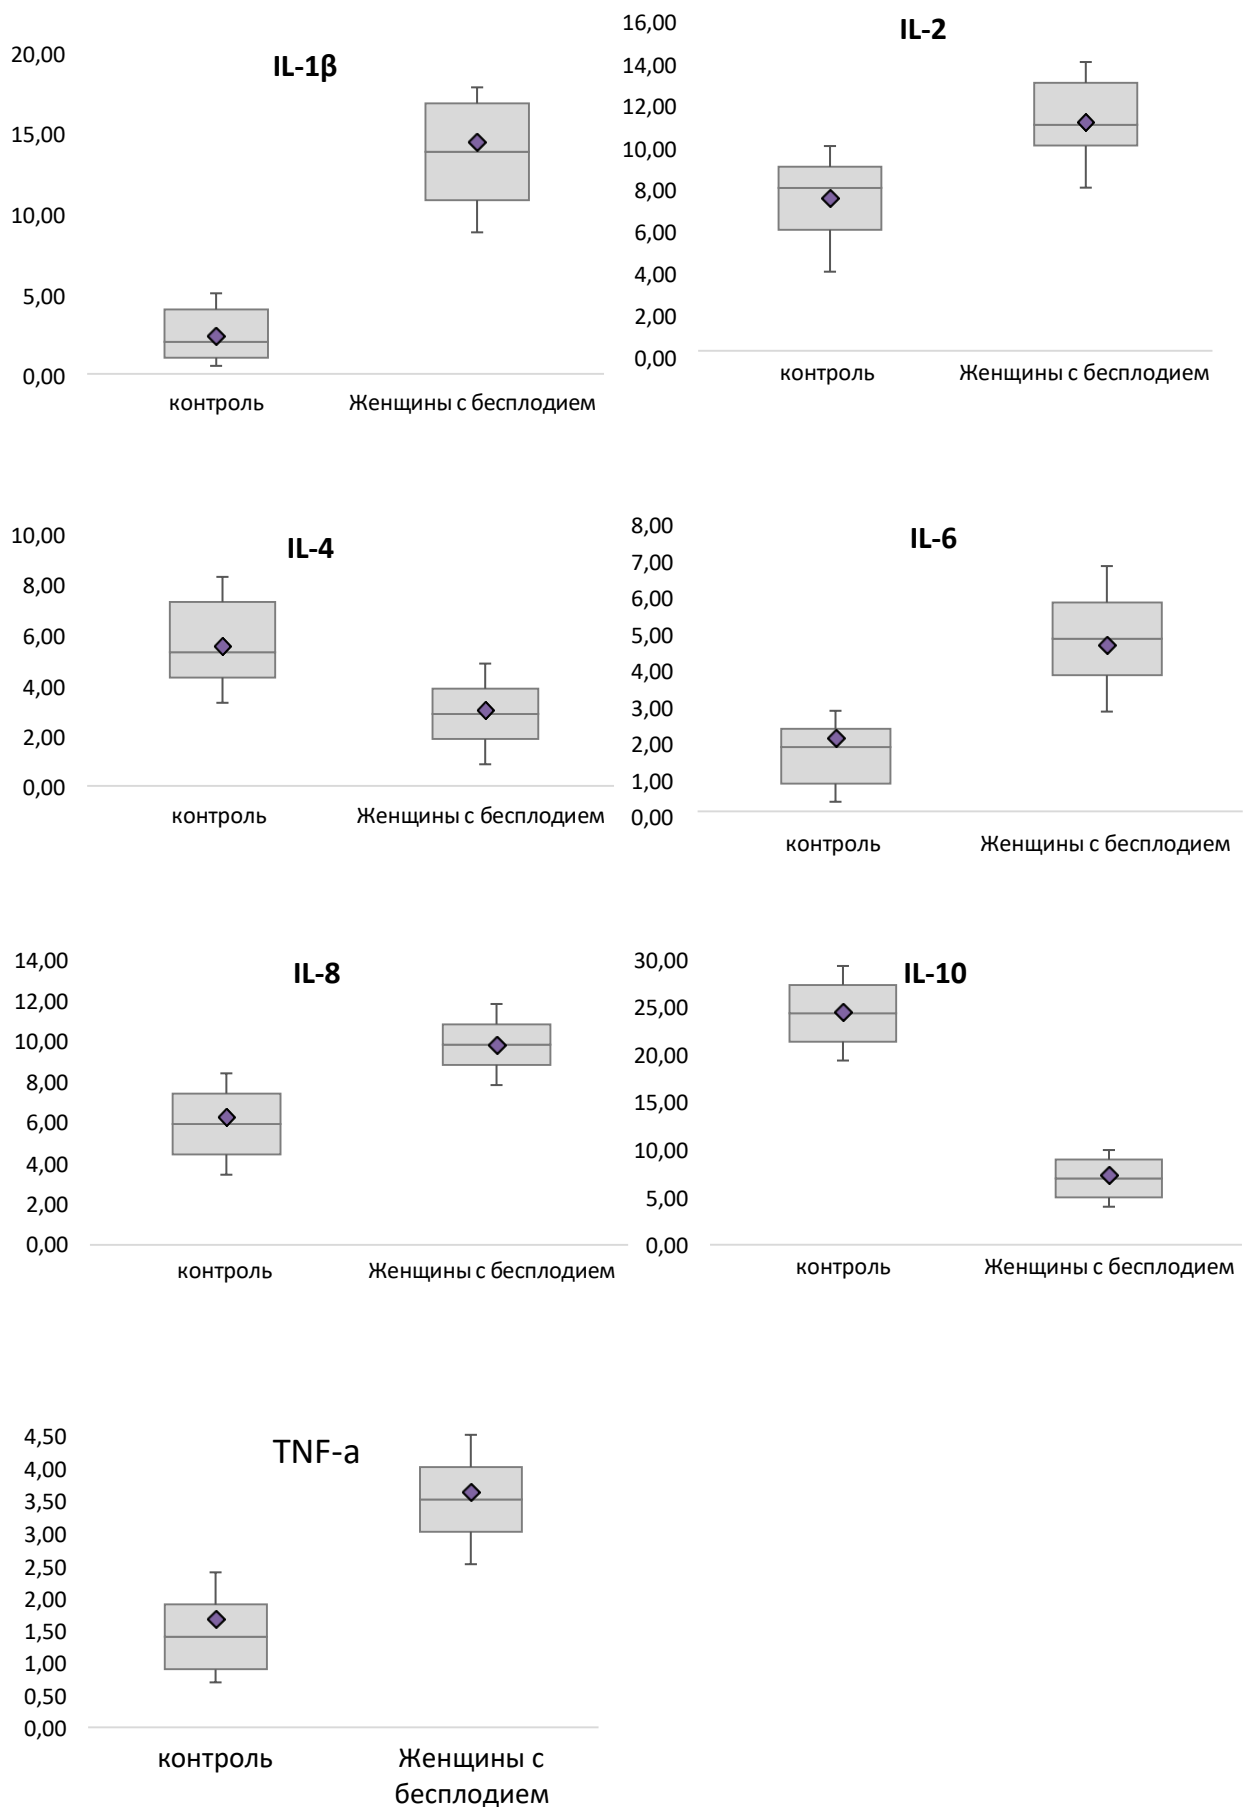 IL-1β
20,00
15,00
10,00
5,00
0,00
контроль
Женщины с бесплодием
IL-2
16,00
14,00
12,00
10,00
8,00
6,00
4,00
2,00
0,00
контроль
Женщины с бесплодием
IL-4
10,00
8,00
6,00
4,00
2,00
0,00
контроль
Женщины с бесплодием
IL-6
8,00
7,00
6,00
5,00
4,00
3,00
2,00
1,00
0,00
контроль
Женщины с бесплодием
IL-8
14,00
12,00
10,00
8,00
6,00
4,00
2,00
0,00
контроль
Женщины с бесплодием
IL-10
30,00
25,00
20,00
15,00
10,00
5,00
0,00
контроль
Женщины с бесплодием
TNF-a
4,50
4,00
3,50
3,00
2,50
2,00
1,50
1,00
0,50
0,00
контроль
Женщины с
бесплодием